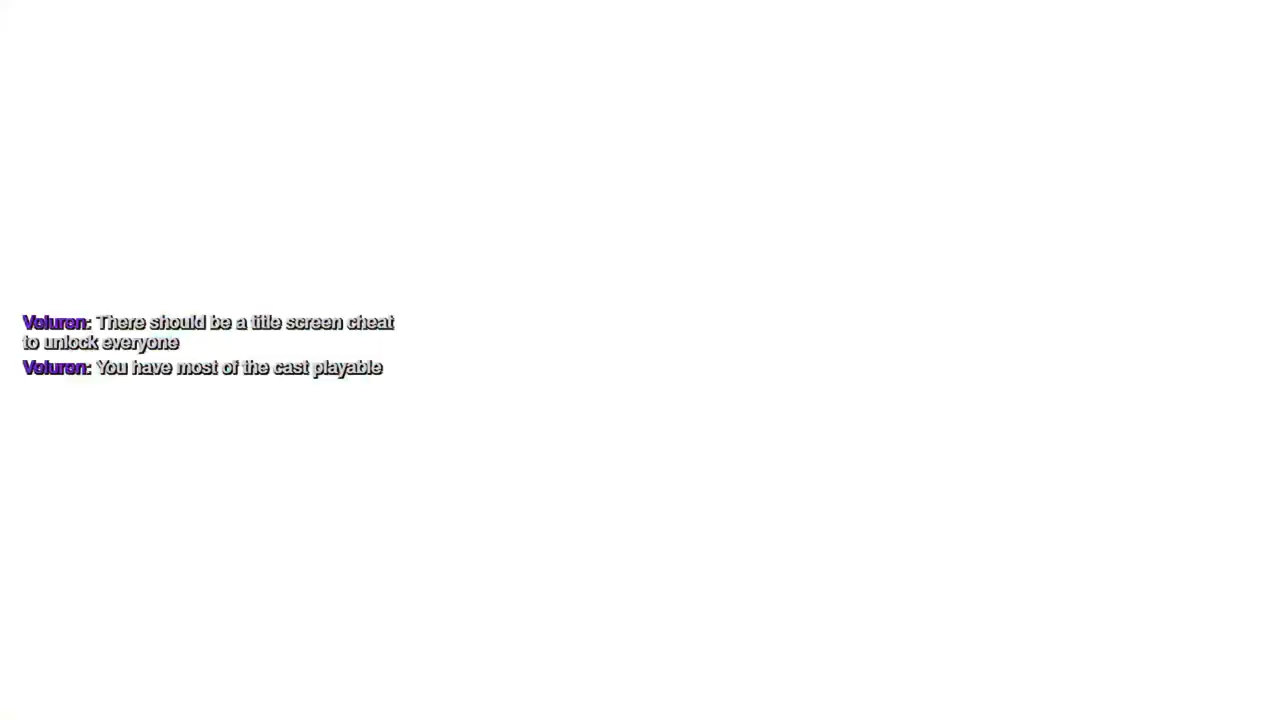 Voluron: There should be a title screen cheat
to unlock everyone
Voluron: You have most of the cast playable